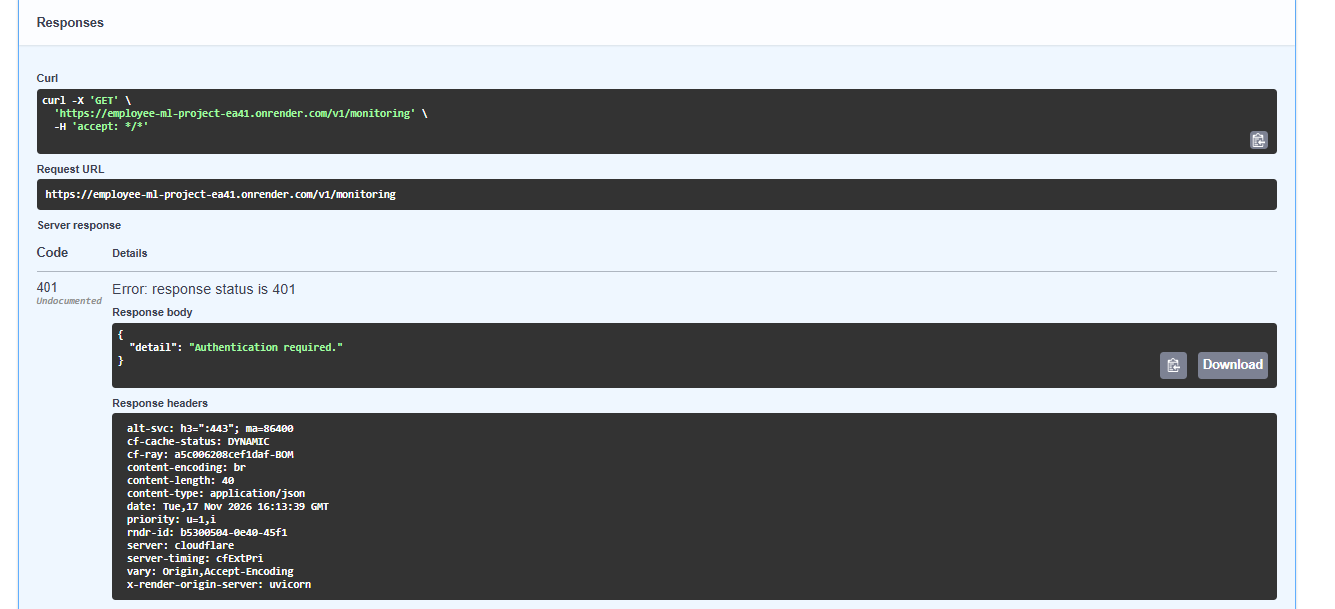 Responses
Curl
curl -X 'GET' \
  'https://employee-ml-project-ea41.onrender.com/v1/monitoring' \
  -H 'accept: */*'
Request URL
https://employee-ml-project-ea41.onrender.com/v1/monitoring
Server response
Code Details
401 Error: response status is 401
Undocumented
Response body
{
  "detail": "Authentication required."
}
Download
Response headers
alt-svc: h3=":443"; ma=86400
cf-cache-status: DYNAMIC
cf-ray: a5c006208cef1daf-BOM
content-encoding: br
content-length: 40
content-type: application/json
date: Tue,17 Nov 2026 16:13:39 GMT
priority: u=1,i
rndr-id: b5300504-0e40-45f1
server: cloudflare
server-timing: cfExtPri
vary: Origin,Accept-Encoding
x-render-origin-server: uvicorn